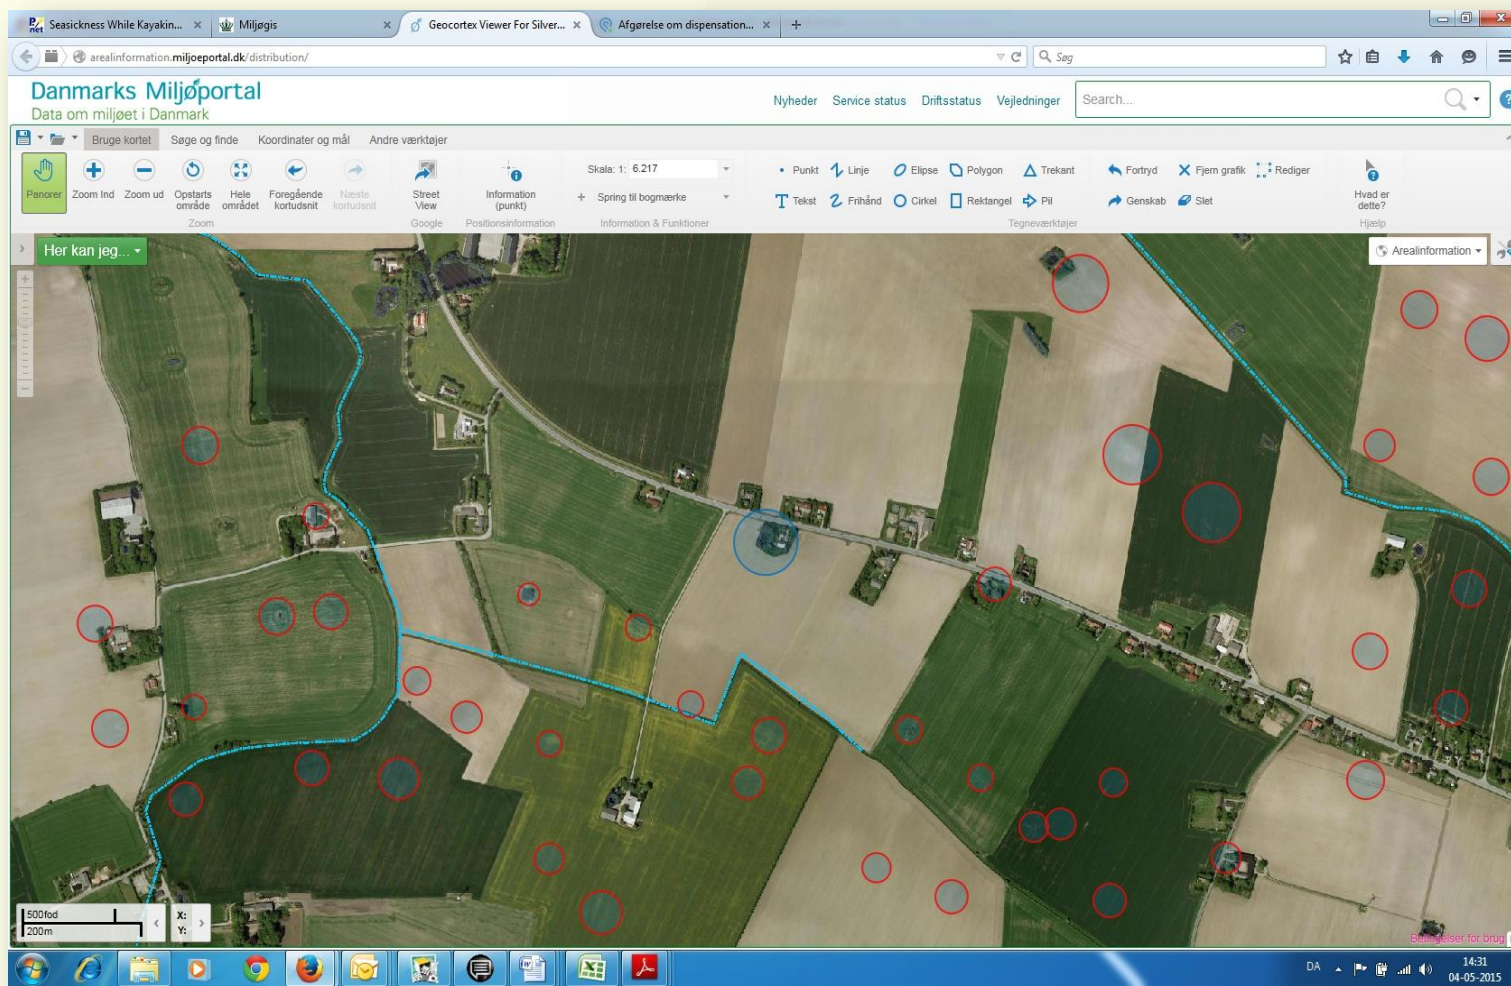 Seasickness While Kayakin...
Miljøgis
Geocortex Viewer For Silver...
Afgørelse om dispensation...
arealinformation.miljoeportal.dk/distribution/
Søg
Danmarks Miljøportal
Data om miljøet i Danmark
Nyheder Service status Driftsstatus Vejledninger
Search...
Bruge kortet Søge og finde Koordinater og mål Andre værktøjer
Panorer
Zoom Ind
Zoom ud
Opstarts område
Hele området
Foregående kortudsnit
Næste kortudsnit
Zoom
Street View
Google
Information (punkt)
Positionsinformation
Skala: 1: 6.217
+ Spring til bogmærke
Information & Funktioner
Punkt Linje Elipse Polygon Trekant Fortryd Fjern grafik Rediger
Tekst Frihånd Cirkel Rektangel Pil Genskab Slet
Tegneværktøjer
Hvad er dette?
Hjælp
Her kan jeg...
Arealinformation
500fod
200m
X:
Y:
Betingelser for brug
DA
14:31
04-05-2015